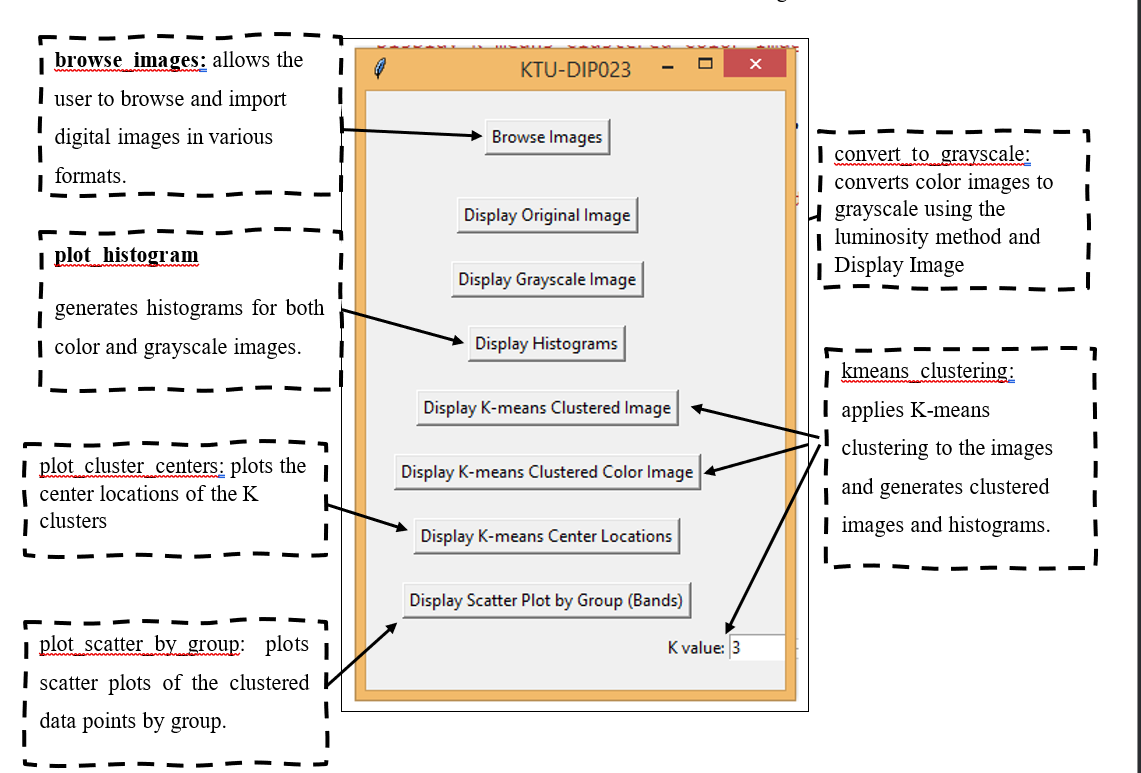 browse_images: allows the
user to browse and import
digital images in various
formats.
plot_histogram
generates histograms for both
color and grayscale images.
plot_cluster_centers: plots the
center locations of the K
clusters
plot_scatter_by_group: plots
scatter plots of the clustered
data points by group.
KTU-DIP023
Browse Images
Display Original Image
Display Grayscale Image
Display Histograms
Display K-means Clustered Image
Display K-means Clustered Color Image
Display K-means Center Locations
Display Scatter Plot by Group (Bands)
K value: 3
convert_to_grayscale:
converts color images to
grayscale using the
luminosity method and
Display Image
kmeans_clustering:
applies K-means
clustering to the images
and generates clustered
images and histograms.